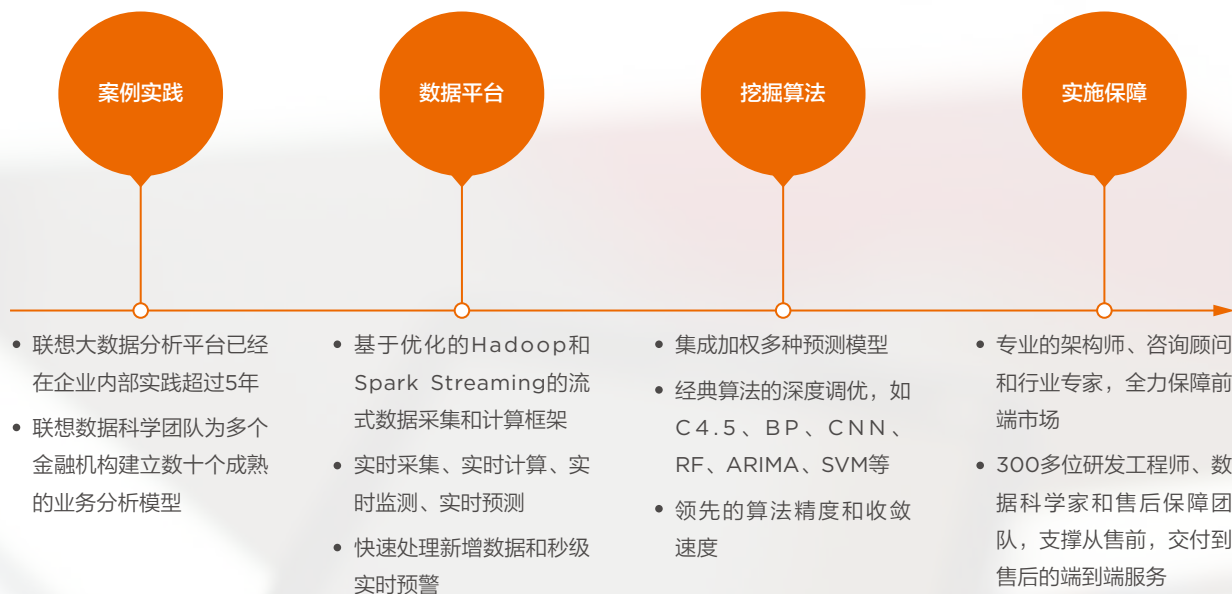 案例实践
数据平台
挖掘算法
实施保障
• 联想大数据分析平台已经
在企业内部实践超过5年
• 联想数据科学团队为多个
金融机构建立数十个成熟
的业务分析模型
• 基于优化的Hadoop和
Spark Streaming的流
式数据采集和计算框架
• 实时采集、实时计算、实
时监测、实时预测
• 快速处理新增数据和秒级
实时预警
• 集成加权多种预测模型
• 经典算法的深度调优，如
C4.5、BP、CNN、
RF、ARIMA、SVM等
• 领先的算法精度和收敛
速度
• 专业的架构师、咨询顾问
和行业专家，全力保障前
端市场
• 300多位研发工程师、数
据科学家和售后保障团
队，支撑从售前，交付到
售后的端到端服务